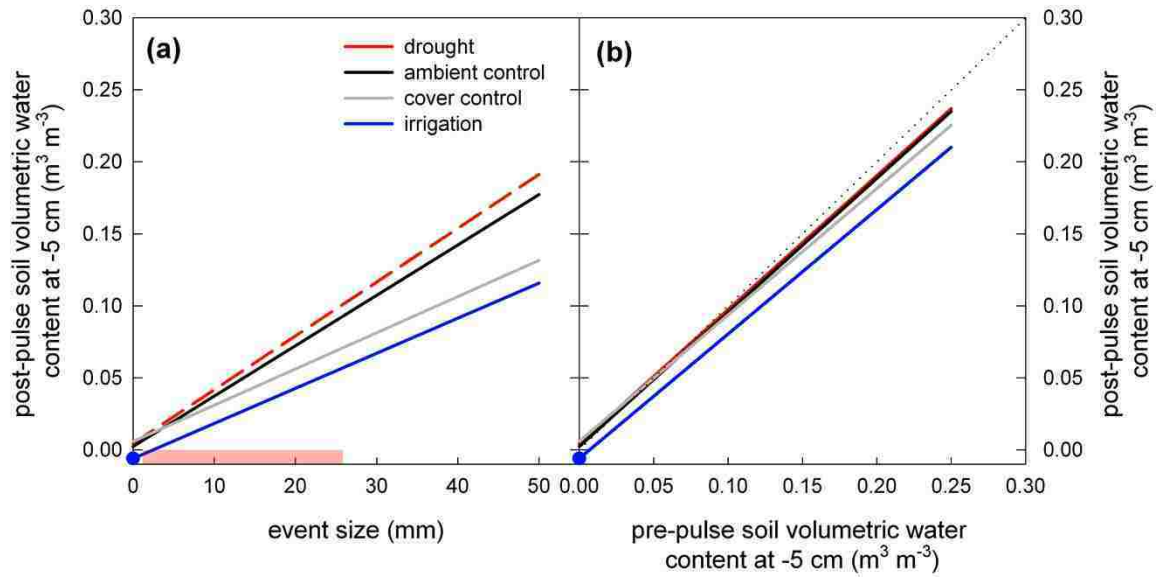 (a)
drought
ambient control
cover control
irrigation
post-pulse soil volumetric water
content at -5 cm (m³ m⁻³)
0.30
0.25
0.20
0.15
0.10
0.05
0.00
0 10 20 30 40 50
event size (mm)
(b)
0.00 0.05 0.10 0.15 0.20 0.25 0.30
pre-pulse soil volumetric water
content at -5 cm (m³ m⁻³)
0.30
0.25
0.20
0.15
0.10
0.05
0.00
post-pulse soil volumetric water
content at -5 cm (m³ m⁻³)